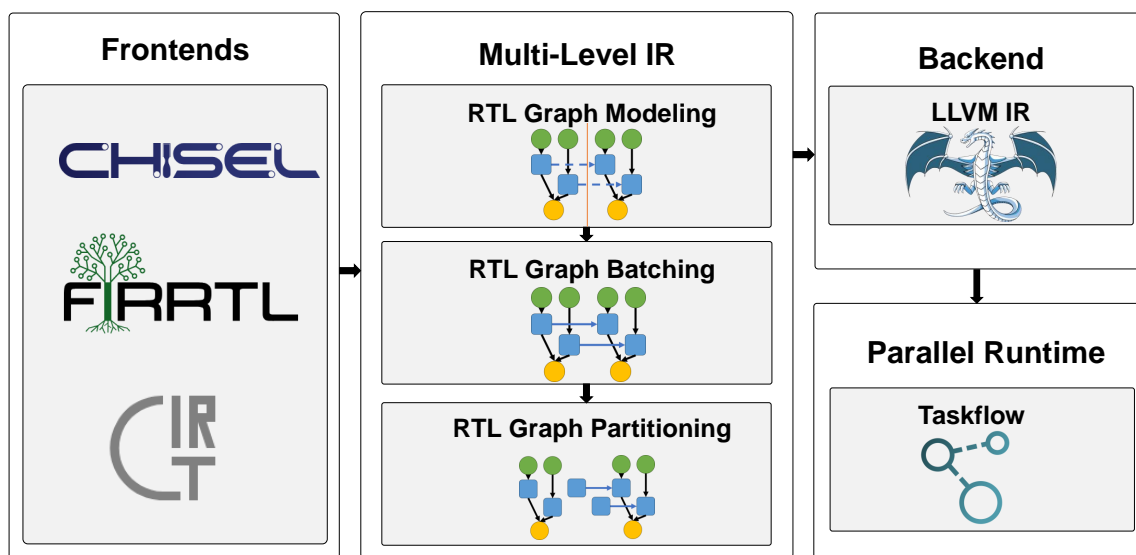 Frontends
CHISEL
FIRRTL
CIRCT
Multi-Level IR
RTL Graph Modeling
RTL Graph Batching
RTL Graph Partitioning
Backend
LLVM IR
Parallel Runtime
Taskflow